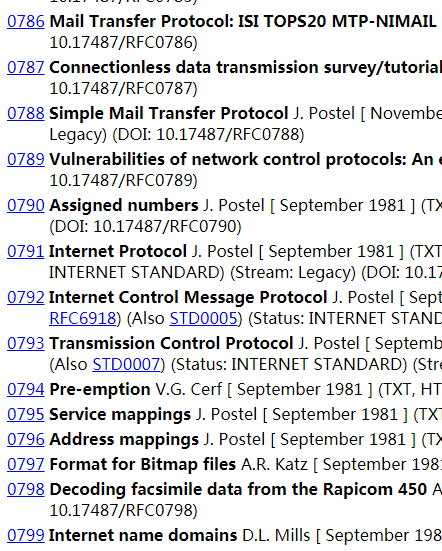 10.17487/RFC0785)
0786 Mail Transfer Protocol: ISI TOPS20 MTP-NIMAIL
10.17487/RFC0786)
0787 Connectionless data transmission survey/tutorial
10.17487/RFC0787)
0788 Simple Mail Transfer Protocol J. Postel [ Novembe
Legacy) (DOI: 10.17487/RFC0788)
0789 Vulnerabilities of network control protocols: An e
10.17487/RFC0789)
0790 Assigned numbers J. Postel [ September 1981 ] (TX
(DOI: 10.17487/RFC0790)
0791 Internet Protocol J. Postel [ September 1981 ] (TXT
INTERNET STANDARD) (Stream: Legacy) (DOI: 10.17
0792 Internet Control Message Protocol J. Postel [ Sept
RFC6918) (Also STD0005) (Status: INTERNET STAND
0793 Transmission Control Protocol J. Postel [ Septemb
(Also STD0007) (Status: INTERNET STANDARD) (Stre
0794 Pre-emption V.G. Cerf [ September 1981 ] (TXT, HT
0795 Service mappings J. Postel [ September 1981 ] (TXT
0796 Address mappings J. Postel [ September 1981 ] (TX
0797 Format for Bitmap files A.R. Katz [ September 198
0798 Decoding facsimile data from the Rapicom 450 A
10.17487/RFC0798)
0799 Internet name domains D.L. Mills [ September 198